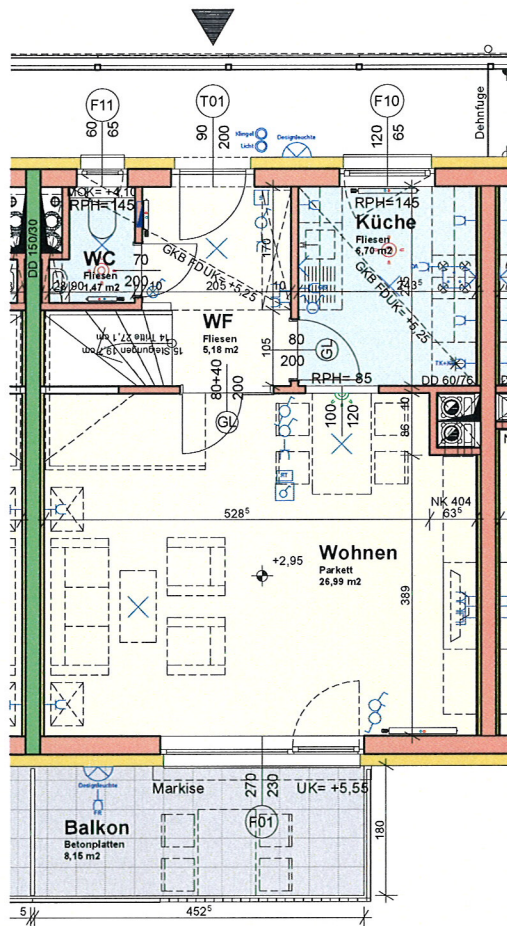 F11
T01
F10
60
65
90
200
Klingel
Licht
Designleuchte
120
65
Dehnfuge
RPH=145
RPH=145
DD 150/30
WC
Fliesen
1,47 m2
70
200
GKB FDUK=+5,25
170
Küche
Fliesen
6,70 m2
GKB FDUK=+5,25
10
205
10
WF
Fliesen
5,18 m2
105
15 Steigungen 19,7cm
14 Tritte 27,1 cm
80
200
GL
RPH= 85
DD 60/76
80+40
200
GL
100
120
86
40
NK 404
63⁵
528⁵
Wohnen
Parkett
26,99 m2
+2,95
389
Markise
270
230
UK= +5,55
F01
Designleuchte
FR
Balkon
Betonplatten
8,15 m2
180
5
452⁵